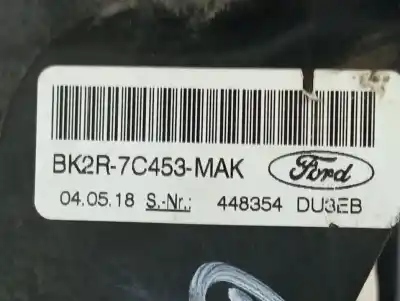 BK2R-7C453-MAK Ford
04.05.18 S.-Nr.: 448354 DU3EB